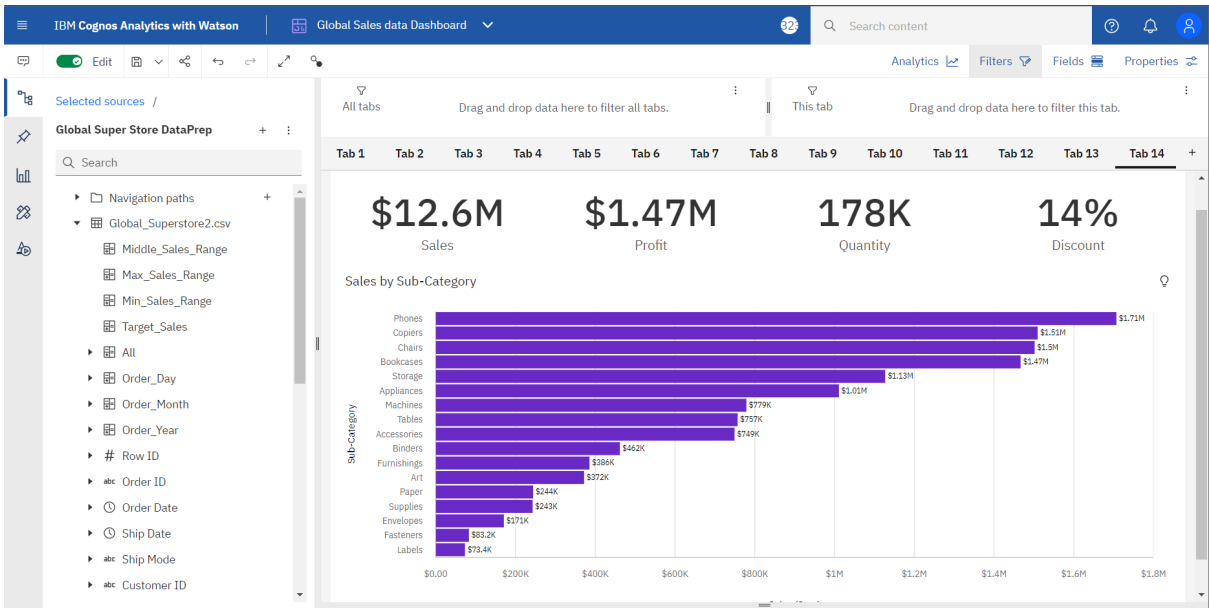 IBM Cognos Analytics with Watson
Global Sales data Dashboard
Search content
Edit
Analytics
Filters
Fields
Properties
Selected sources /
Global Super Store DataPrep
Search
Navigation paths
Global_Superstore2.csv
Middle_Sales_Range
Max_Sales_Range
Min_Sales_Range
Target_Sales
All
Order_Day
Order_Month
Order_Year
# Row ID
abc Order ID
Order Date
Ship Date
abc Ship Mode
abc Customer ID
All tabs
Drag and drop data here to filter all tabs.
This tab
Drag and drop data here to filter this tab.
Tab 1 Tab 2 Tab 3 Tab 4 Tab 5 Tab 6 Tab 7 Tab 8 Tab 9 Tab 10 Tab 11 Tab 12 Tab 13 Tab 14 +
$12.6M $1.47M 178K 14%
Sales Profit Quantity Discount
Sales by Sub-Category
Sub-Category
Phones $1.71M
Copiers $1.51M
Chairs $1.5M
Bookcases $1.47M
Storage $1.13M
Appliances $1.01M
Machines $779K
Tables $757K
Accessories $749K
Binders $462K
Furnishings $386K
Art $372K
Paper $244K
Supplies $243K
Envelopes $171K
Fasteners $83.2K
Labels $73.4K
$0.00 $200K $400K $600K $800K $1M $1.2M $1.4M $1.6M $1.8M